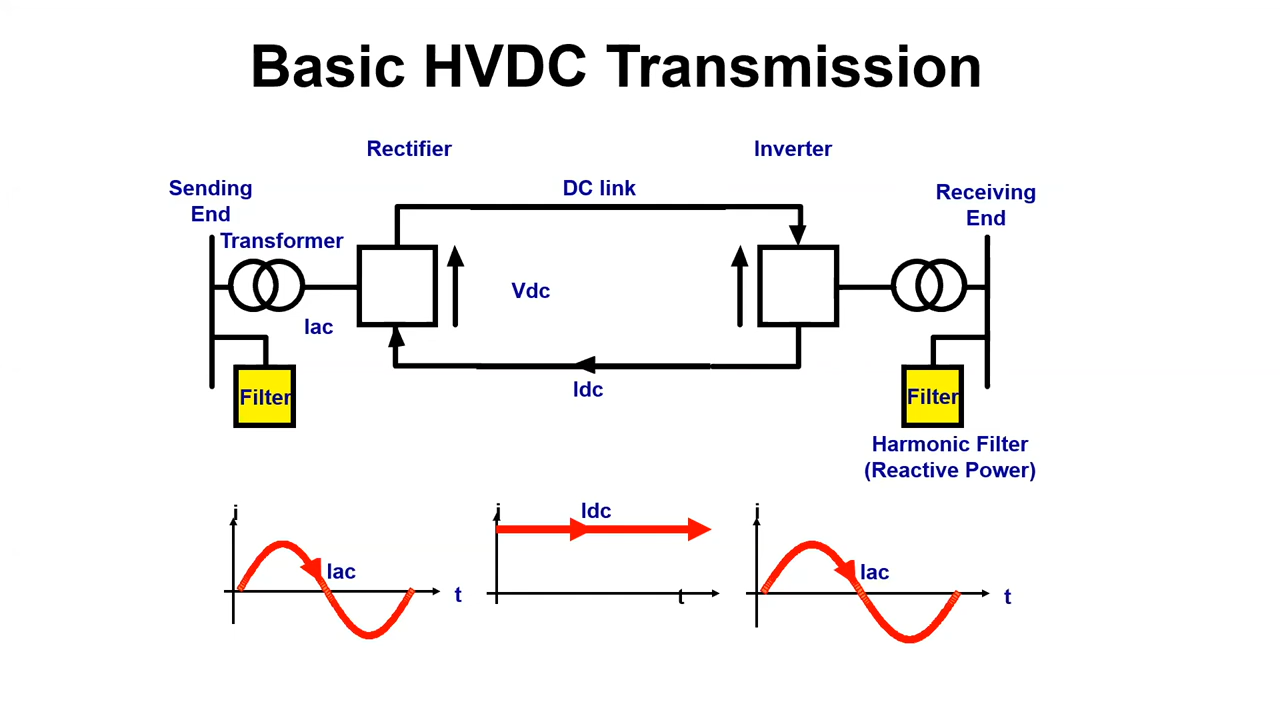 Basic HVDC Transmission
Rectifier
Inverter
Sending
End
DC link
Receiving
End
Transformer
Vdc
Iac
Idc
Filter
Filter
Harmonic Filter
(Reactive Power)
i
Iac
t
i
Idc
t
i
Iac
t